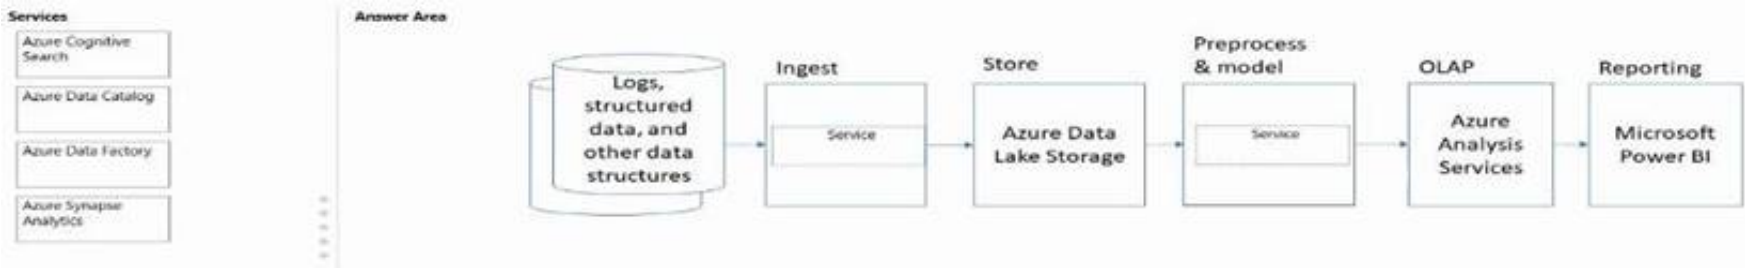 Services
Azure Cognitive
Search
Azure Data Catalog
Azure Data Factory
Azure Synapse
Analytics
Answer Area
Logs,
structured
data, and
other data
structures
Ingest
Service
Store
Azure Data
Lake Storage
Preprocess
& model
Service
OLAP
Azure
Analysis
Services
Reporting
Microsoft
Power BI